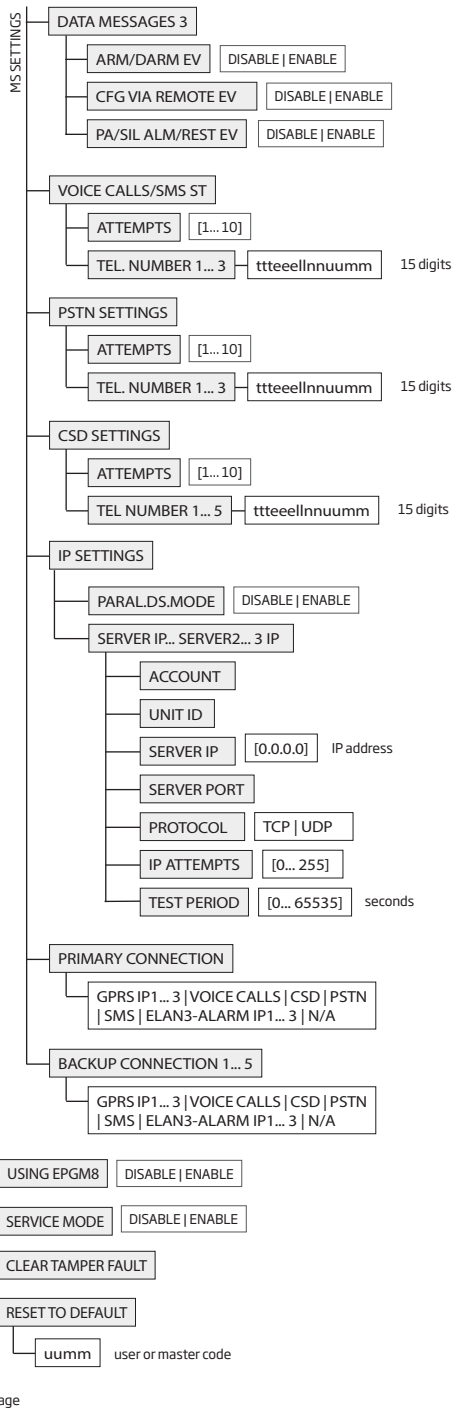 MS SETTINGS
DATA MESSAGES 3
ARM/DARM EV DISABLE | ENABLE
CFG VIA REMOTE EV DISABLE | ENABLE
PA/SIL ALM/REST EV DISABLE | ENABLE
VOICE CALLS/SMS ST
ATTEMPTS [1... 10]
TEL. NUMBER 1... 3 ttteeellnnuumm 15 digits
PSTN SETTINGS
ATTEMPTS [1... 10]
TEL. NUMBER 1... 3 ttteeellnnuumm 15 digits
CSD SETTINGS
ATTEMPTS [1... 10]
TEL NUMBER 1... 5 ttteeellnnuumm 15 digits
IP SETTINGS
PARAL.DS.MODE DISABLE | ENABLE
SERVER IP... SERVER2... 3 IP
ACCOUNT
UNIT ID
SERVER IP [0.0.0.0] IP address
SERVER PORT
PROTOCOL TCP | UDP
IP ATTEMPTS [0... 255]
TEST PERIOD [0... 65535] seconds
PRIMARY CONNECTION
GPRS IP1... 3 | VOICE CALLS | CSD | PSTN
| SMS | ELAN3-ALARM IP1... 3 | N/A
BACKUP CONNECTION 1... 5
GPRS IP1... 3 | VOICE CALLS | CSD | PSTN
| SMS | ELAN3-ALARM IP1... 3 | N/A
USING EPGM8 DISABLE | ENABLE
SERVICE MODE DISABLE | ENABLE
CLEAR TAMPER FAULT
RESET TO DEFAULT
uumm user or master code
age